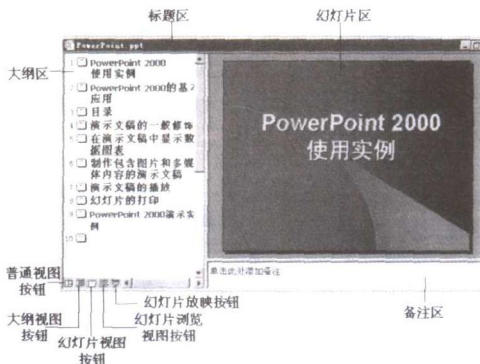 标题区
幻灯片区
PowerPoint.ppt
大纲区
1 PowerPoint 2000
使用实例
2 PowerPoint 2000的基
应用
3 目录
4 演示文稿的一般修饰
5 在演示文稿中显示数
据图表
6 制作包含图片和多媒
体内容的演示文稿
7 演示文稿的播放
8 幻灯片的打印
9 PowerPoint 2000演示实
例
10
PowerPoint 2000
使用实例
单击此处添加备注
普通视图
按钮
幻灯片放映按钮
大纲视图
按钮
幻灯片浏览
视图按钮
幻灯片视图
按钮
备注区